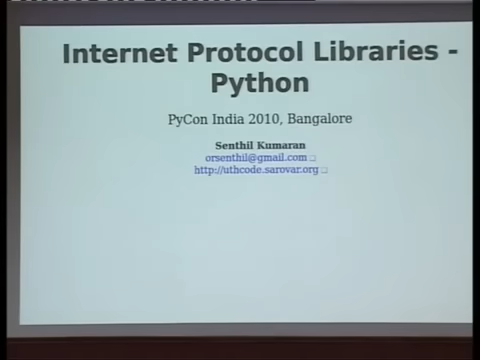 Internet Protocol Libraries -
Python
PyCon India 2010, Bangalore
Senthil Kumaran
orsenthil@gmail.com
http://uthcode.sarovar.org